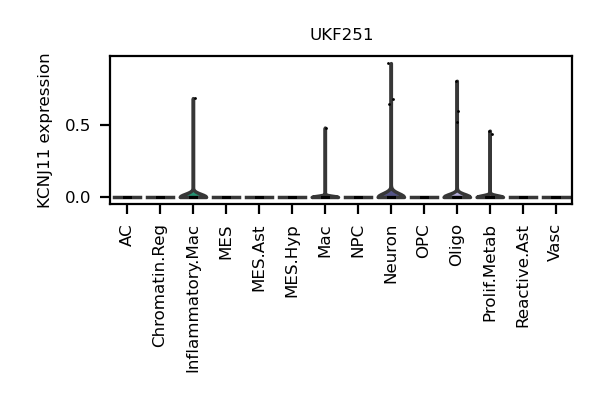 UKF251
KCNJ11 expression
0.5
0.0
AC
Chromatin.Reg
Inflammatory.Mac
MES
MES.Ast
MES.Hyp
Mac
NPC
Neuron
OPC
Oligo
Prolif.Metab
Reactive.Ast
Vasc